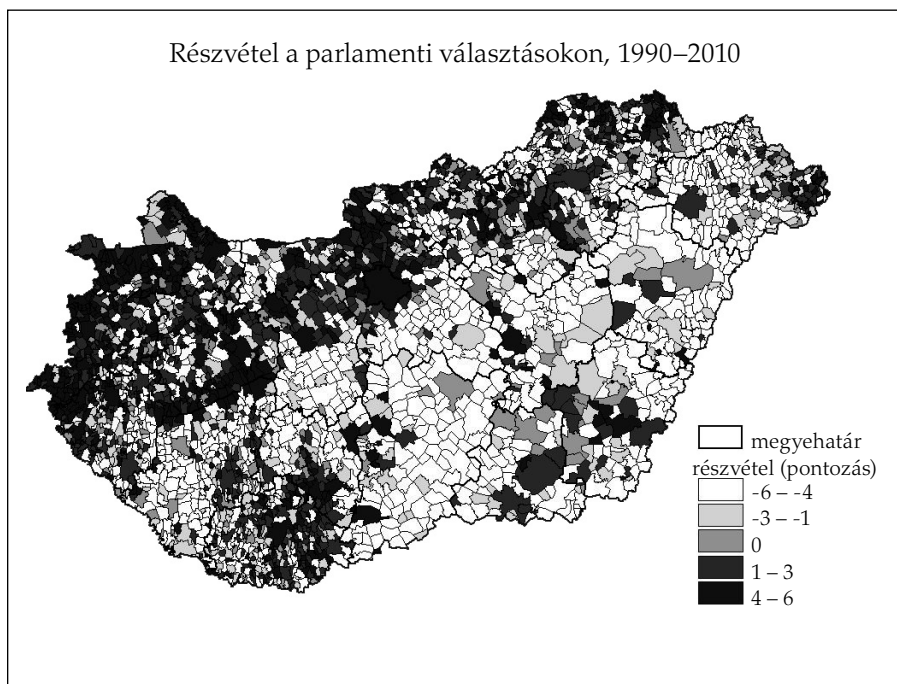 Részvétel a parlamenti választásokon, 1990–2010
megyehatár
részvétel (pontozás)
-6 – -4
-3 – -1
0
1 – 3
4 – 6